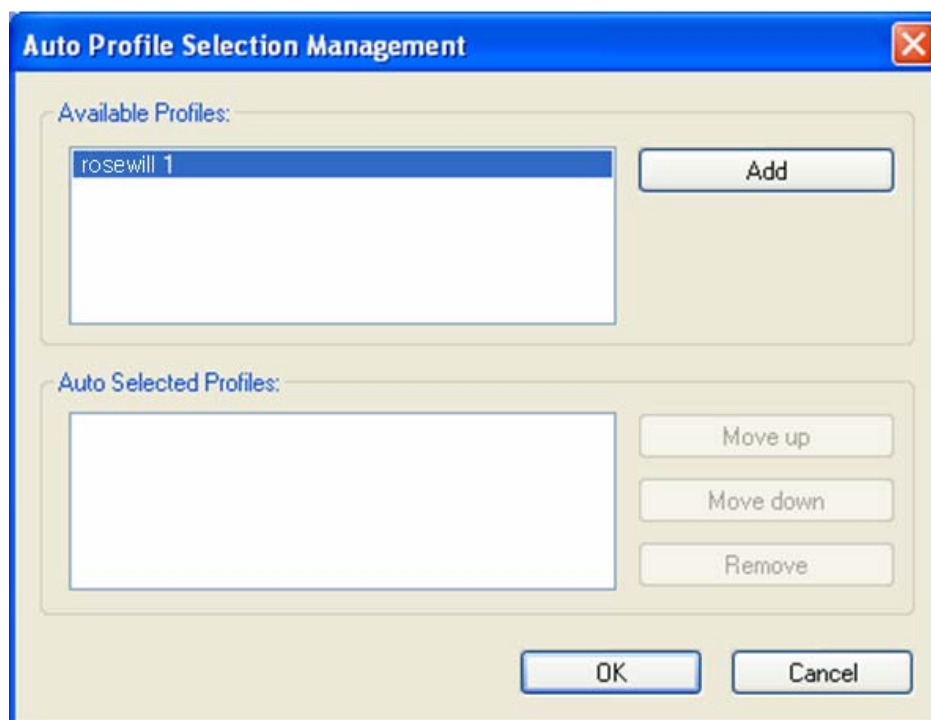 Auto Profile Selection Management
Available Profiles:
rosewill 1
Add
Auto Selected Profiles:
Move up
Move down
Remove
OK
Cancel